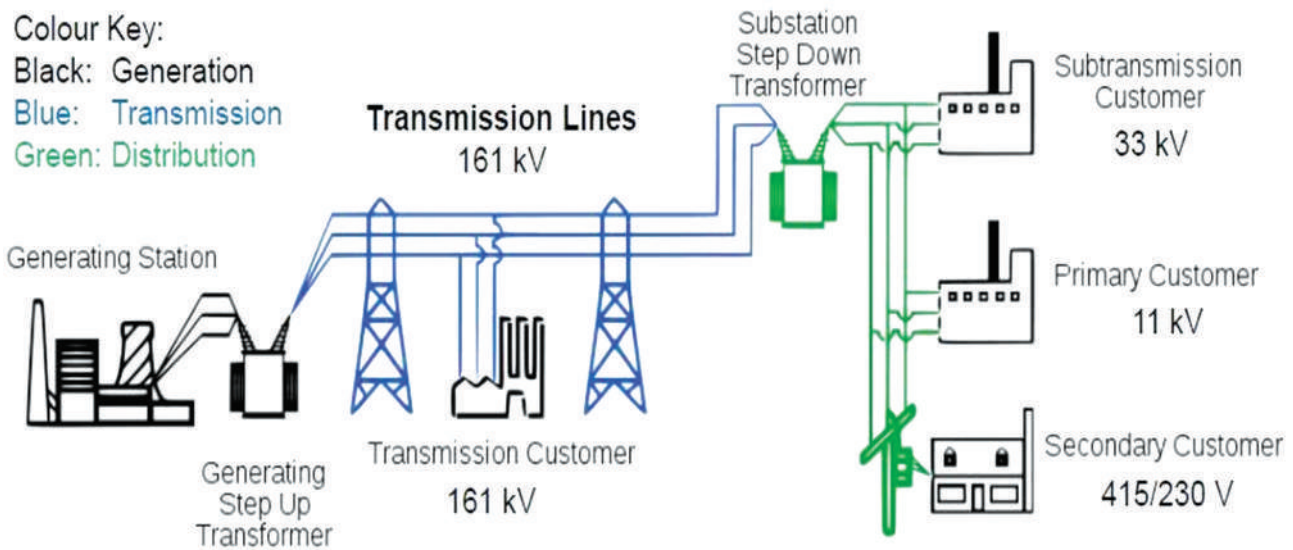 Colour Key:
Black: Generation
Blue: Transmission
Green: Distribution
Transmission Lines
161 kV
Substation
Step Down
Transformer
Subtransmission
Customer
33 kV
Generating Station
Primary Customer
11 kV
Generating
Step Up
Transformer
Transmission Customer
161 kV
Secondary Customer
415/230 V